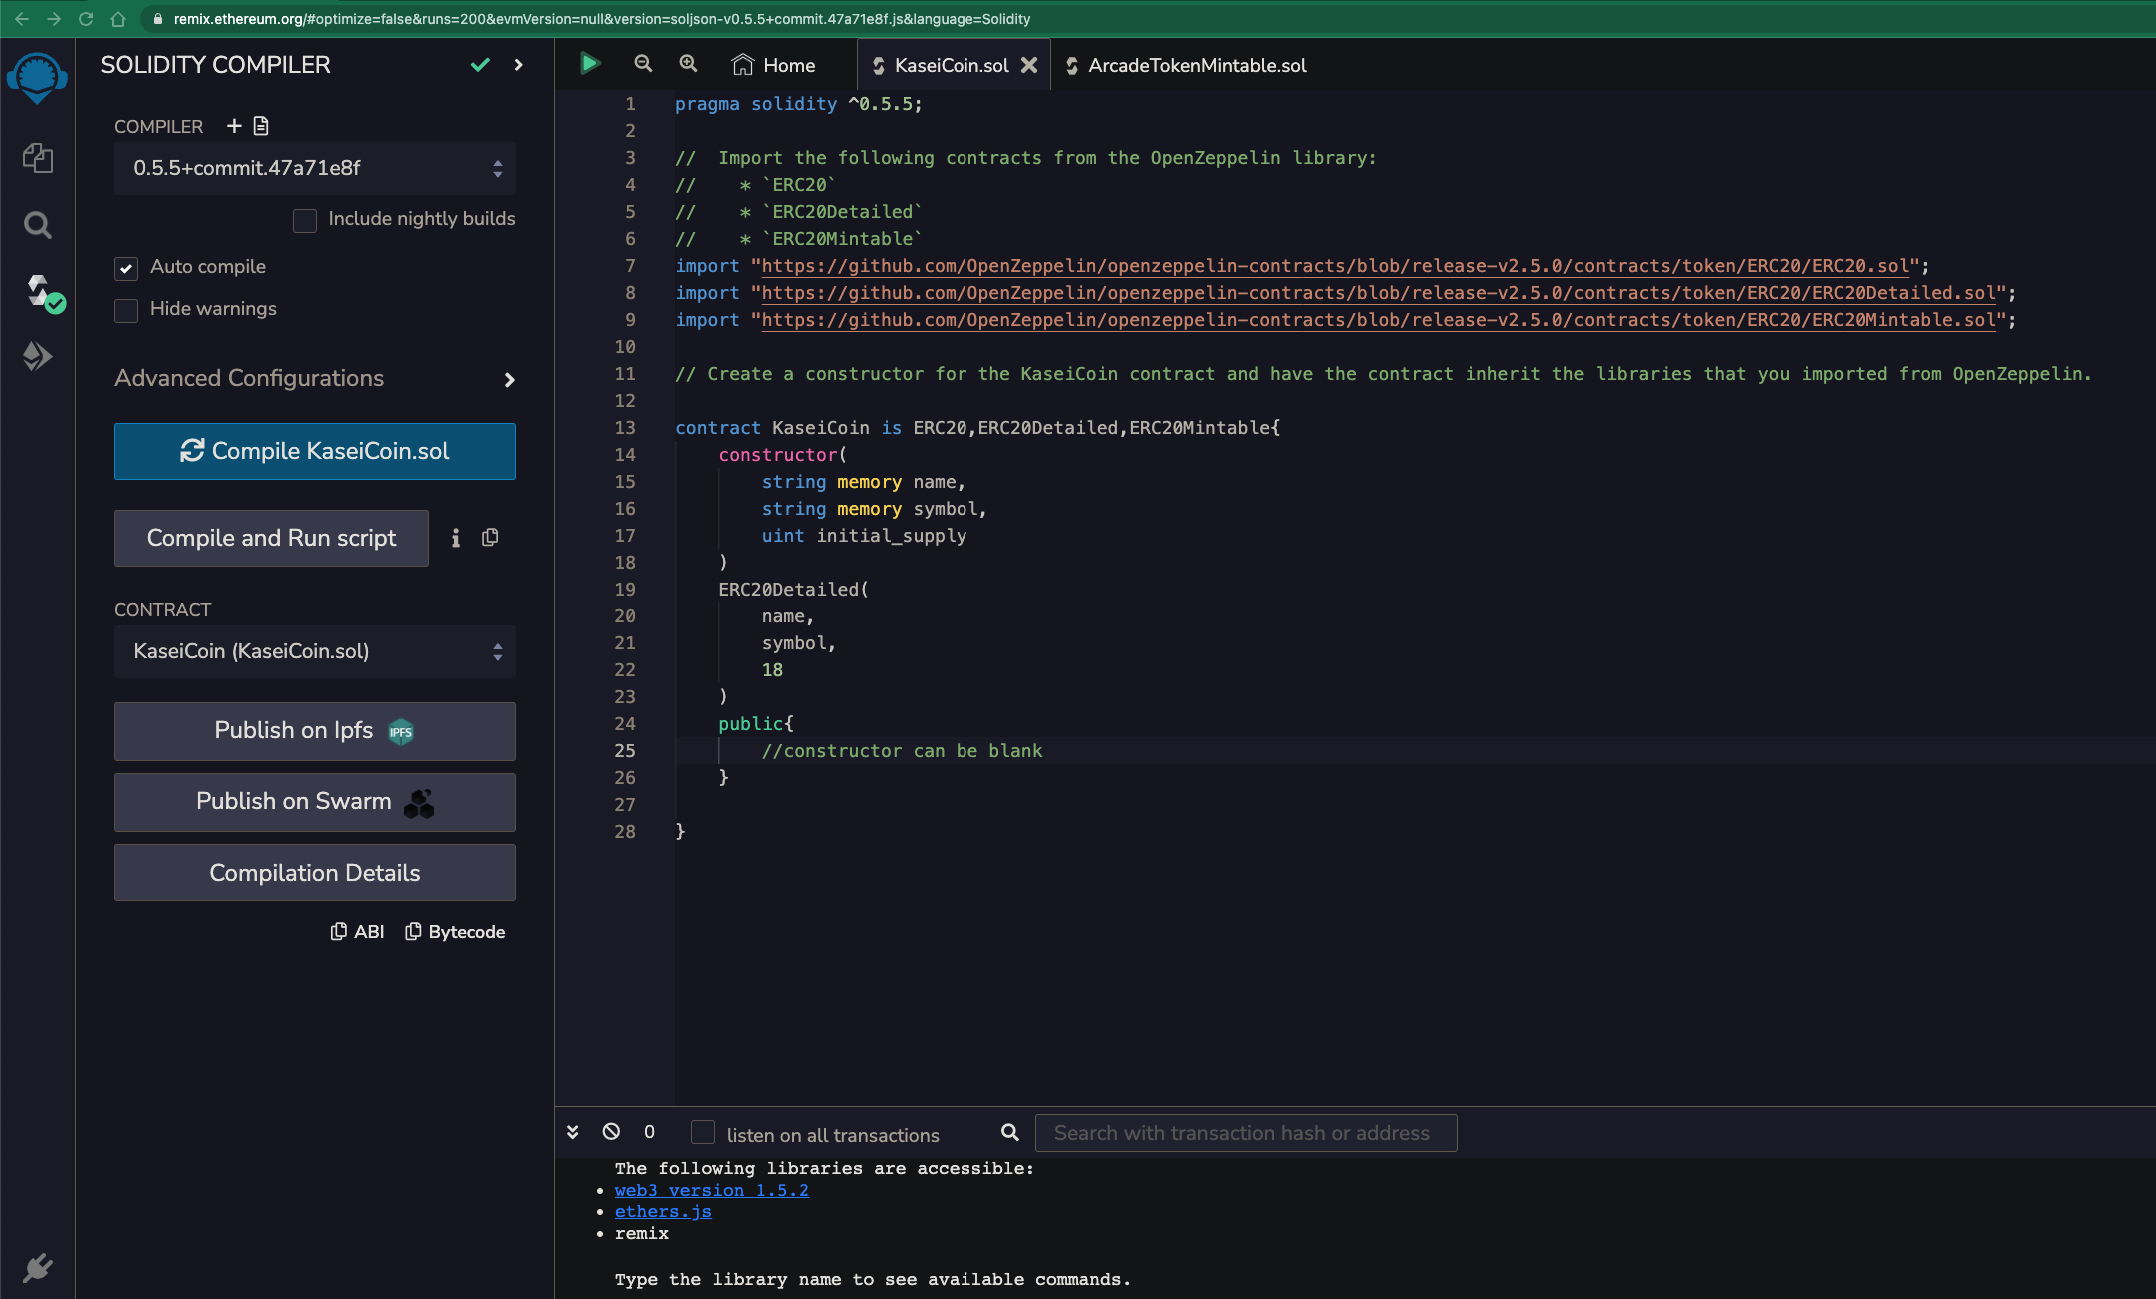 remix.ethereum.org/#optimize=false&runs=200&evmVersion=null&version=soljson-v0.5.5+commit.47a71e8f.js&language=Solidity
SOLIDITY COMPILER
COMPILER
0.5.5+commit.47a71e8f
Include nightly builds
Auto compile
Hide warnings
Advanced Configurations
Compile KaseiCoin.sol
Compile and Run script
CONTRACT
KaseiCoin (KaseiCoin.sol)
Publish on Ipfs IPFS
Publish on Swarm
Compilation Details
ABI Bytecode
Home KaseiCoin.sol ArcadeTokenMintable.sol
1 pragma solidity ^0.5.5;
2
3 //  Import the following contracts from the OpenZeppelin library:
4 //    * `ERC20`
5 //    * `ERC20Detailed`
6 //    * `ERC20Mintable`
7 import "https://github.com/OpenZeppelin/openzeppelin-contracts/blob/release-v2.5.0/contracts/token/ERC20/ERC20.sol";
8 import "https://github.com/OpenZeppelin/openzeppelin-contracts/blob/release-v2.5.0/contracts/token/ERC20/ERC20Detailed.sol";
9 import "https://github.com/OpenZeppelin/openzeppelin-contracts/blob/release-v2.5.0/contracts/token/ERC20/ERC20Mintable.sol";
10
11 // Create a constructor for the KaseiCoin contract and have the contract inherit the libraries that you imported from OpenZeppelin.
12
13 contract KaseiCoin is ERC20,ERC20Detailed,ERC20Mintable{
14     constructor(
15         string memory name,
16         string memory symbol,
17         uint initial_supply
18     )
19     ERC20Detailed(
20         name,
21         symbol,
22         18
23     )
24     public{
25         //constructor can be blank
26     }
27
28 }
0 listen on all transactions Search with transaction hash or address
The following libraries are accessible:
• web3 version 1.5.2
• ethers.js
• remix
Type the library name to see available commands.